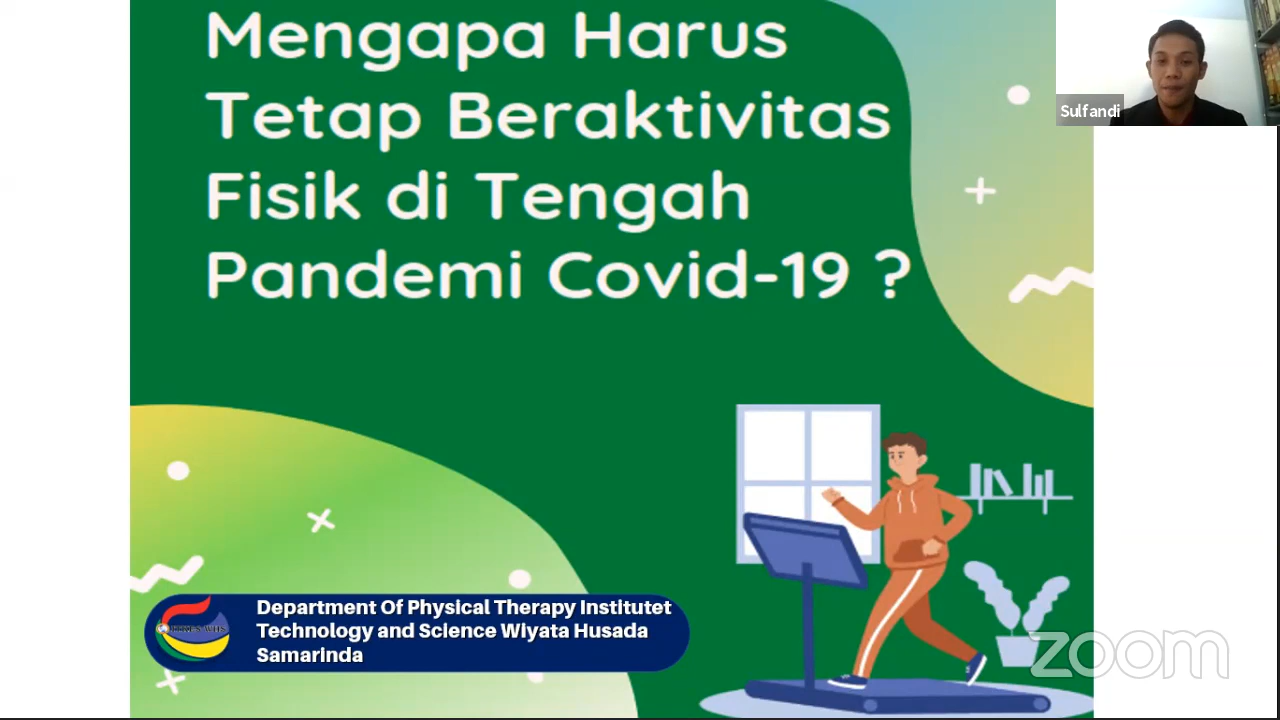 Mengapa Harus
Tetap Beraktivitas
Fisik di Tengah
Pandemi Covid-19 ?
Sulfandi
Department Of Physical Therapy Institutet
Technology and Science Wiyata Husada
Samarinda
zoom